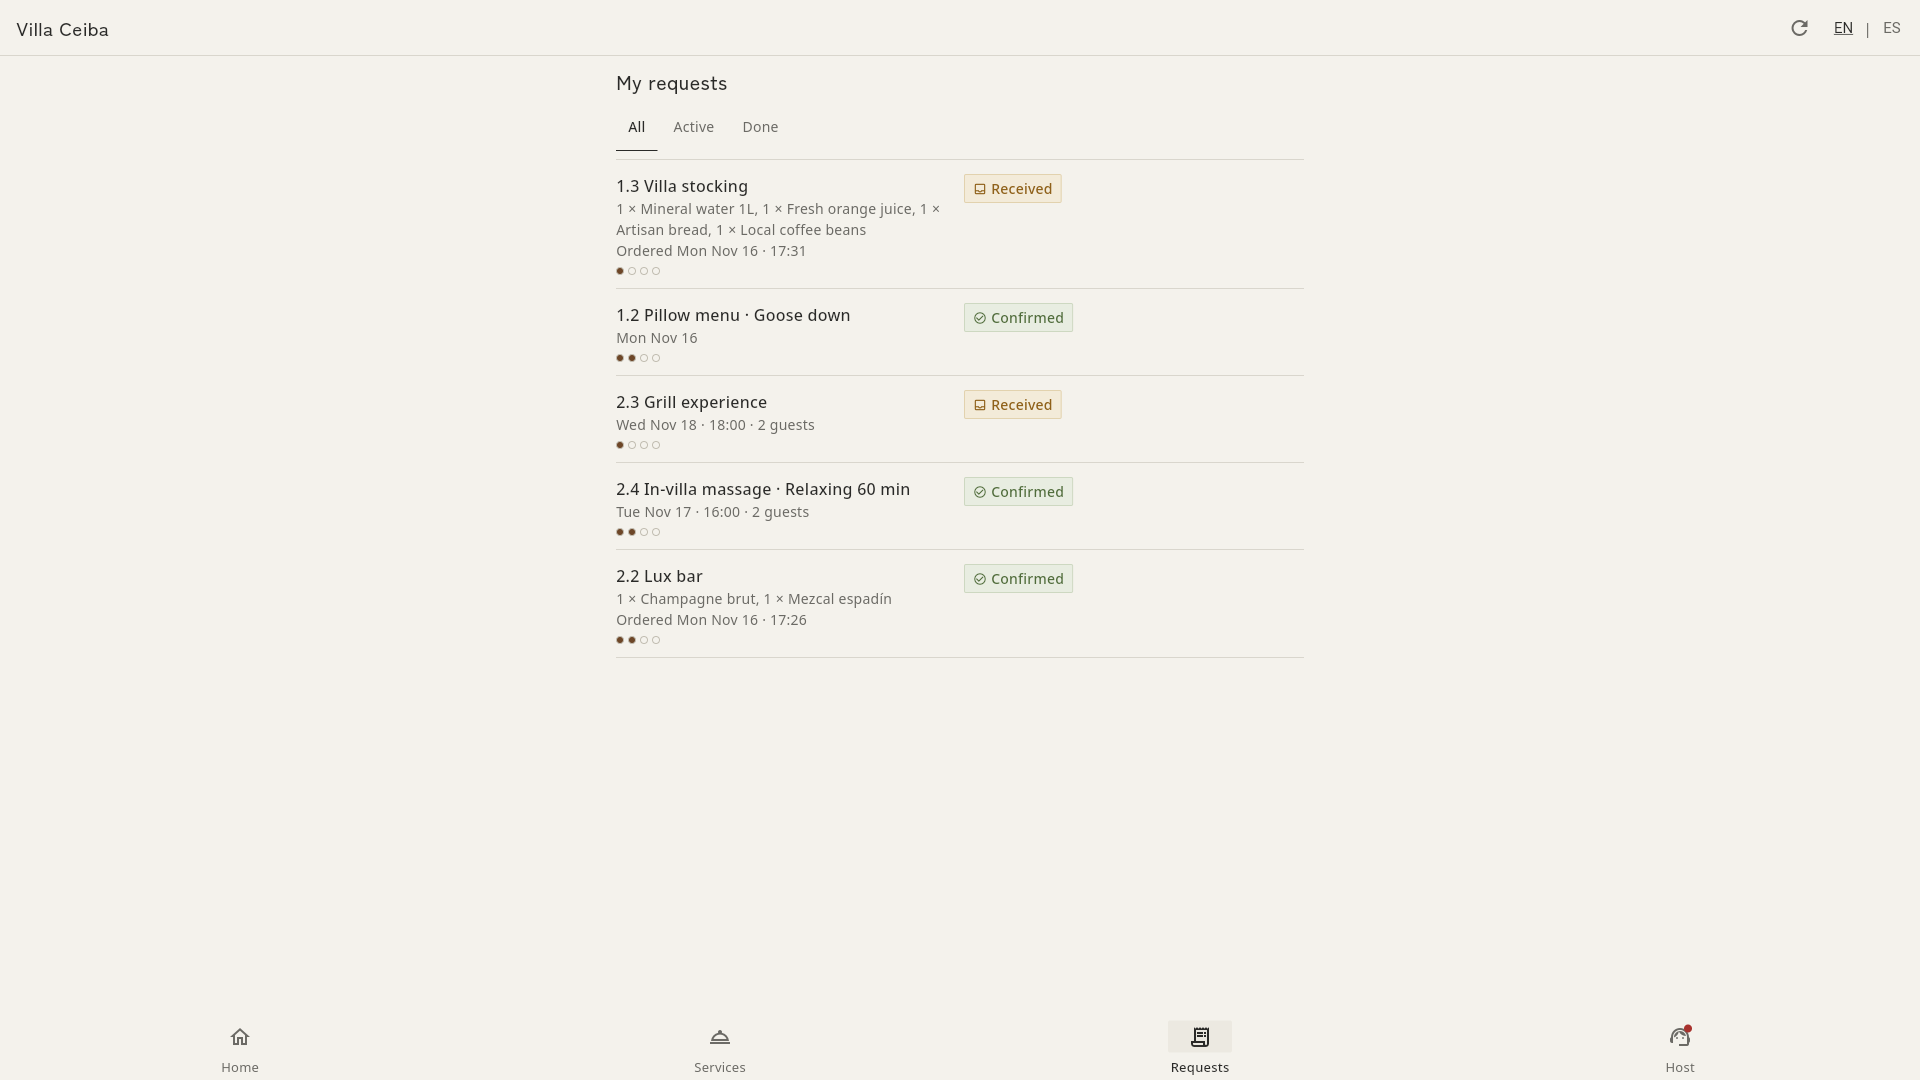 Villa Ceiba
EN | ES
My requests
All Active Done
1.3 Villa stocking
Received
1 × Mineral water 1L, 1 × Fresh orange juice, 1 ×
Artisan bread, 1 × Local coffee beans
Ordered Mon Nov 16 · 17:31
1.2 Pillow menu · Goose down
Confirmed
Mon Nov 16
2.3 Grill experience
Received
Wed Nov 18 · 18:00 · 2 guests
2.4 In-villa massage · Relaxing 60 min
Confirmed
Tue Nov 17 · 16:00 · 2 guests
2.2 Lux bar
Confirmed
1 × Champagne brut, 1 × Mezcal espadín
Ordered Mon Nov 16 · 17:26
Home Services Requests Host